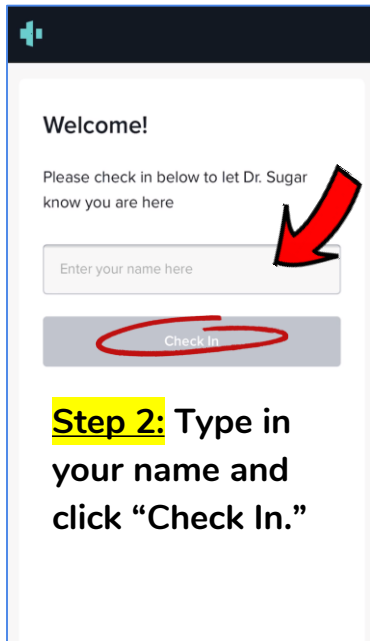 Welcome!
Please check in below to let Dr. Sugar
know you are here
Enter your name here
Check In
Step 2: Type in
your name and
click “Check In.”